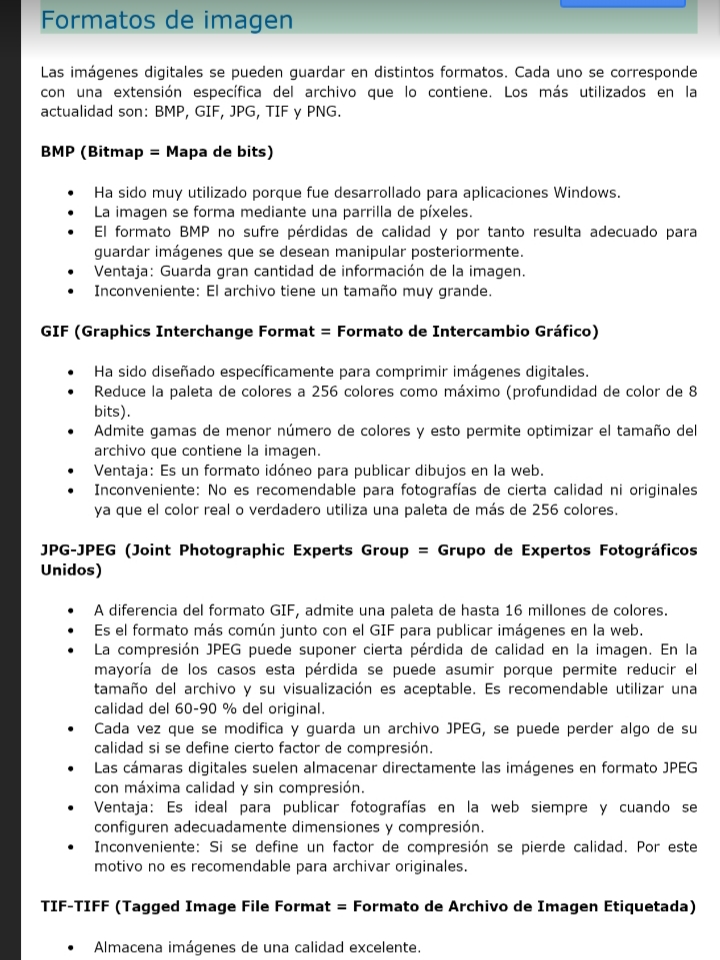 Formatos de imagen
Las imágenes digitales se pueden guardar en distintos formatos. Cada uno se corresponde
con una extensión específica del archivo que lo contiene. Los más utilizados en la
actualidad son: BMP, GIF, JPG, TIF y PNG.
BMP (Bitmap = Mapa de bits)
• Ha sido muy utilizado porque fue desarrollado para aplicaciones Windows.
• La imagen se forma mediante una parrilla de píxeles.
• El formato BMP no sufre pérdidas de calidad y por tanto resulta adecuado para
guardar imágenes que se desean manipular posteriormente.
• Ventaja: Guarda gran cantidad de información de la imagen.
• Inconveniente: El archivo tiene un tamaño muy grande.
GIF (Graphics Interchange Format = Formato de Intercambio Gráfico)
• Ha sido diseñado específicamente para comprimir imágenes digitales.
• Reduce la paleta de colores a 256 colores como máximo (profundidad de color de 8
bits).
• Admite gamas de menor número de colores y esto permite optimizar el tamaño del
archivo que contiene la imagen.
• Ventaja: Es un formato idóneo para publicar dibujos en la web.
• Inconveniente: No es recomendable para fotografías de cierta calidad ni originales
ya que el color real o verdadero utiliza una paleta de más de 256 colores.
JPG-JPEG (Joint Photographic Experts Group = Grupo de Expertos Fotográficos
Unidos)
• A diferencia del formato GIF, admite una paleta de hasta 16 millones de colores.
• Es el formato más común junto con el GIF para publicar imágenes en la web.
• La compresión JPEG puede suponer cierta pérdida de calidad en la imagen. En la
mayoría de los casos esta pérdida se puede asumir porque permite reducir el
tamaño del archivo y su visualización es aceptable. Es recomendable utilizar una
calidad del 60-90 % del original.
• Cada vez que se modifica y guarda un archivo JPEG, se puede perder algo de su
calidad si se define cierto factor de compresión.
• Las cámaras digitales suelen almacenar directamente las imágenes en formato JPEG
con máxima calidad y sin compresión.
• Ventaja: Es ideal para publicar fotografías en la web siempre y cuando se
configuren adecuadamente dimensiones y compresión.
• Inconveniente: Si se define un factor de compresión se pierde calidad. Por este
motivo no es recomendable para archivar originales.
TIF-TIFF (Tagged Image File Format = Formato de Archivo de Imagen Etiquetada)
• Almacena imágenes de una calidad excelente.